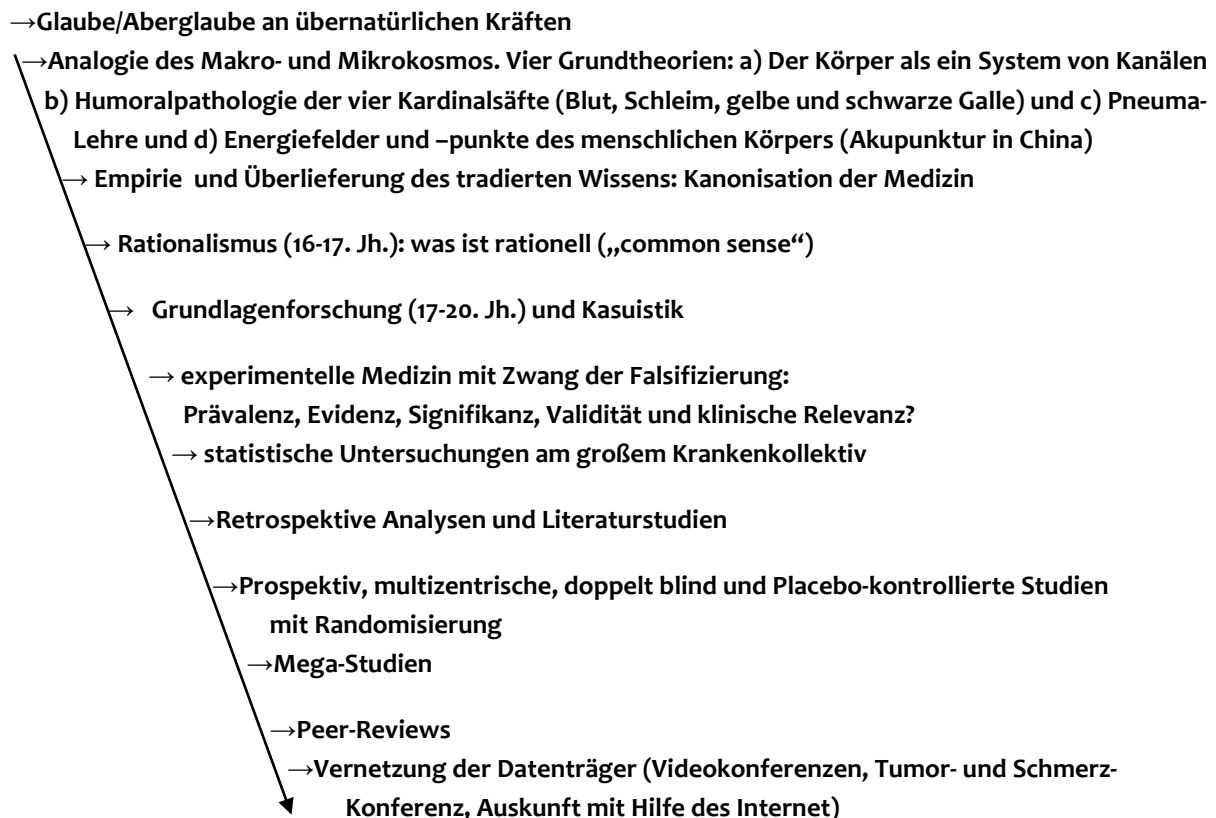 →Glaube/Aberglaube an übernatürlichen Kräften
→Analogie des Makro- und Mikrokosmos. Vier Grundtheorien: a) Der Körper als ein System von Kanälen
b) Humoralpathologie der vier Kardinalsäfte (Blut, Schleim, gelbe und schwarze Galle) und c) Pneuma-
Lehre und d) Energiefelder und –punkte des menschlichen Körpers (Akupunktur in China)
→ Empirie und Überlieferung des tradierten Wissens: Kanonisation der Medizin
→ Rationalismus (16-17. Jh.): was ist rationell („common sense“)
→ Grundlagenforschung (17-20. Jh.) und Kasuistik
→ experimentelle Medizin mit Zwang der Falsifizierung:
Prävalenz, Evidenz, Signifikanz, Validität und klinische Relevanz?
→ statistische Untersuchungen am großem Krankenkollektiv
→Retrospektive Analysen und Literaturstudien
→Prospektiv, multizentrische, doppelt blind und Placebo-kontrollierte Studien
mit Randomisierung
→Mega-Studien
→Peer-Reviews
→Vernetzung der Datenträger (Videokonferenzen, Tumor- und Schmerz-
Konferenz, Auskunft mit Hilfe des Internet)